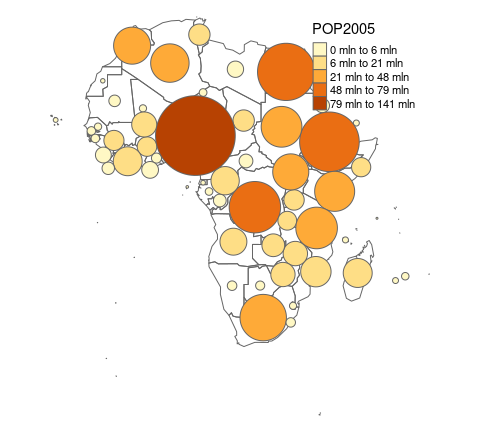 POP2005
0 mln to 6 mln
6 mln to 21 mln
21 mln to 48 mln
48 mln to 79 mln
79 mln to 141 mln